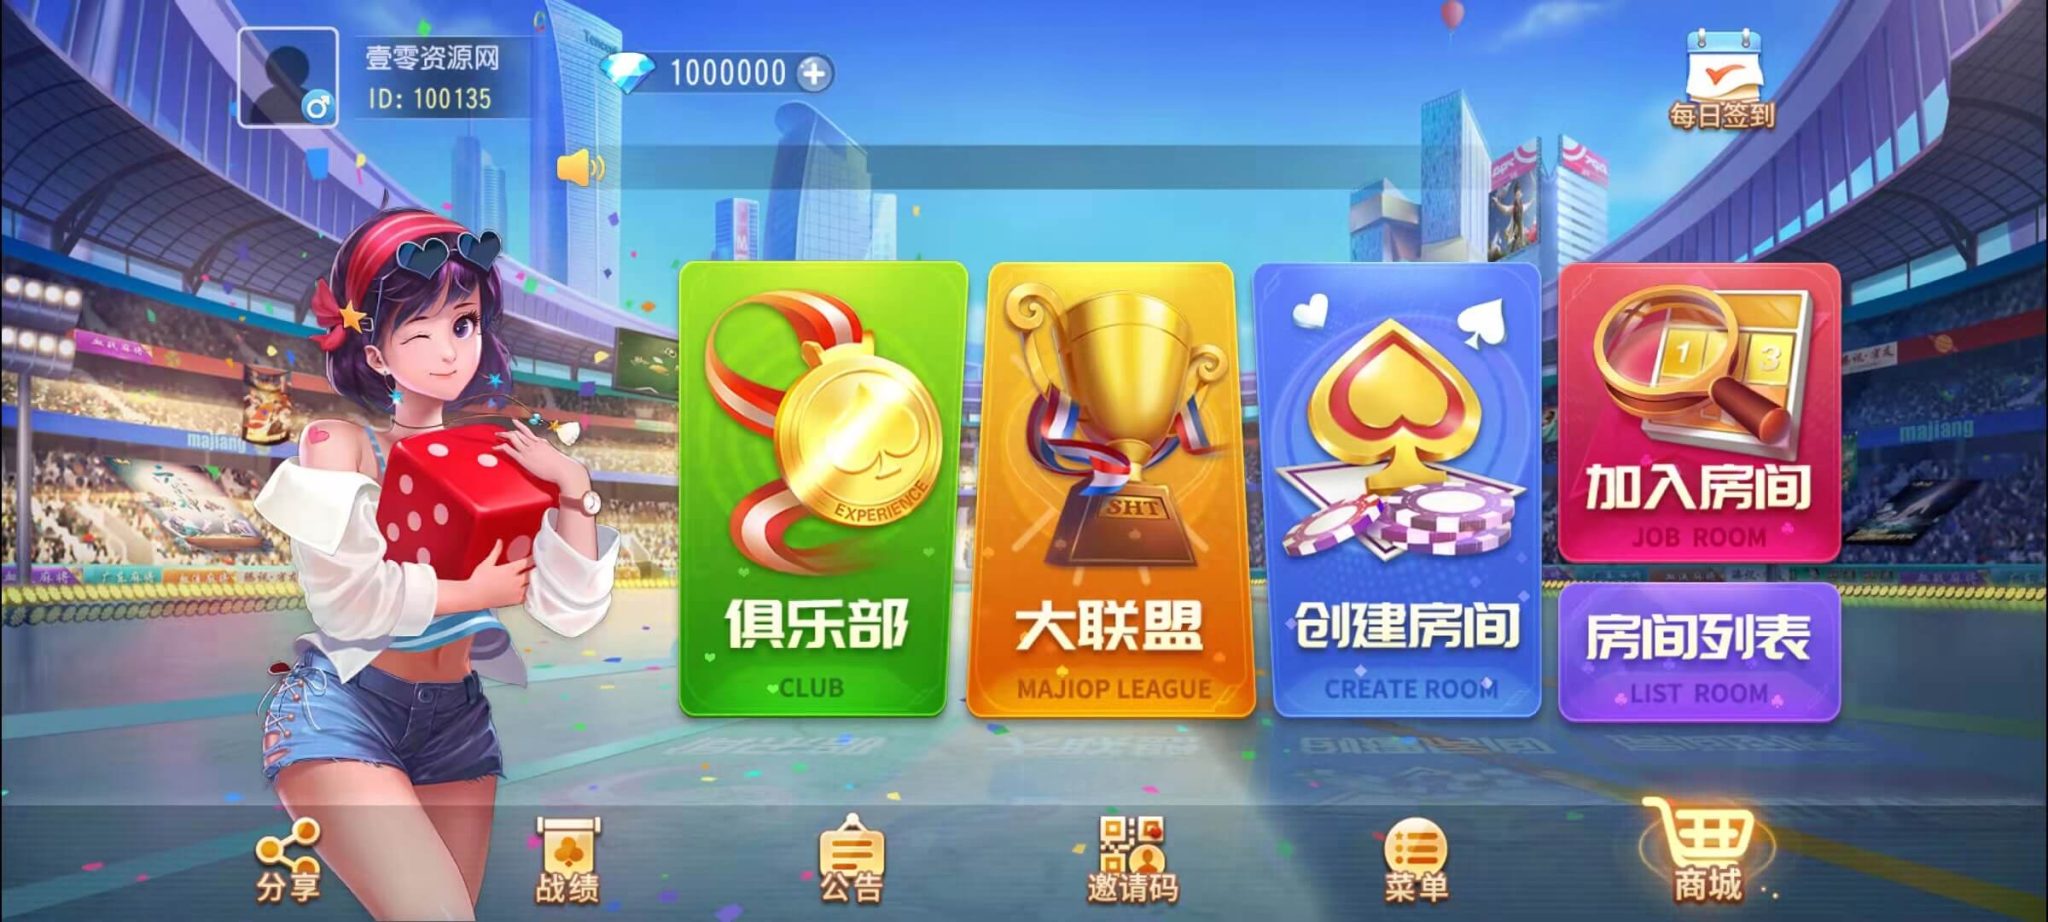 壹零资源网
ID: 100135
1000000
每日签到
majiang
majiang
EXPERIENCE
俱乐部
CLUB
SHT
大联盟
MAJIOP LEAGUE
创建房间
CREATE ROOM
1 3
加入房间
JOB ROOM
房间列表
LIST ROOM
分享
战绩
公告
邀请码
菜单
商城